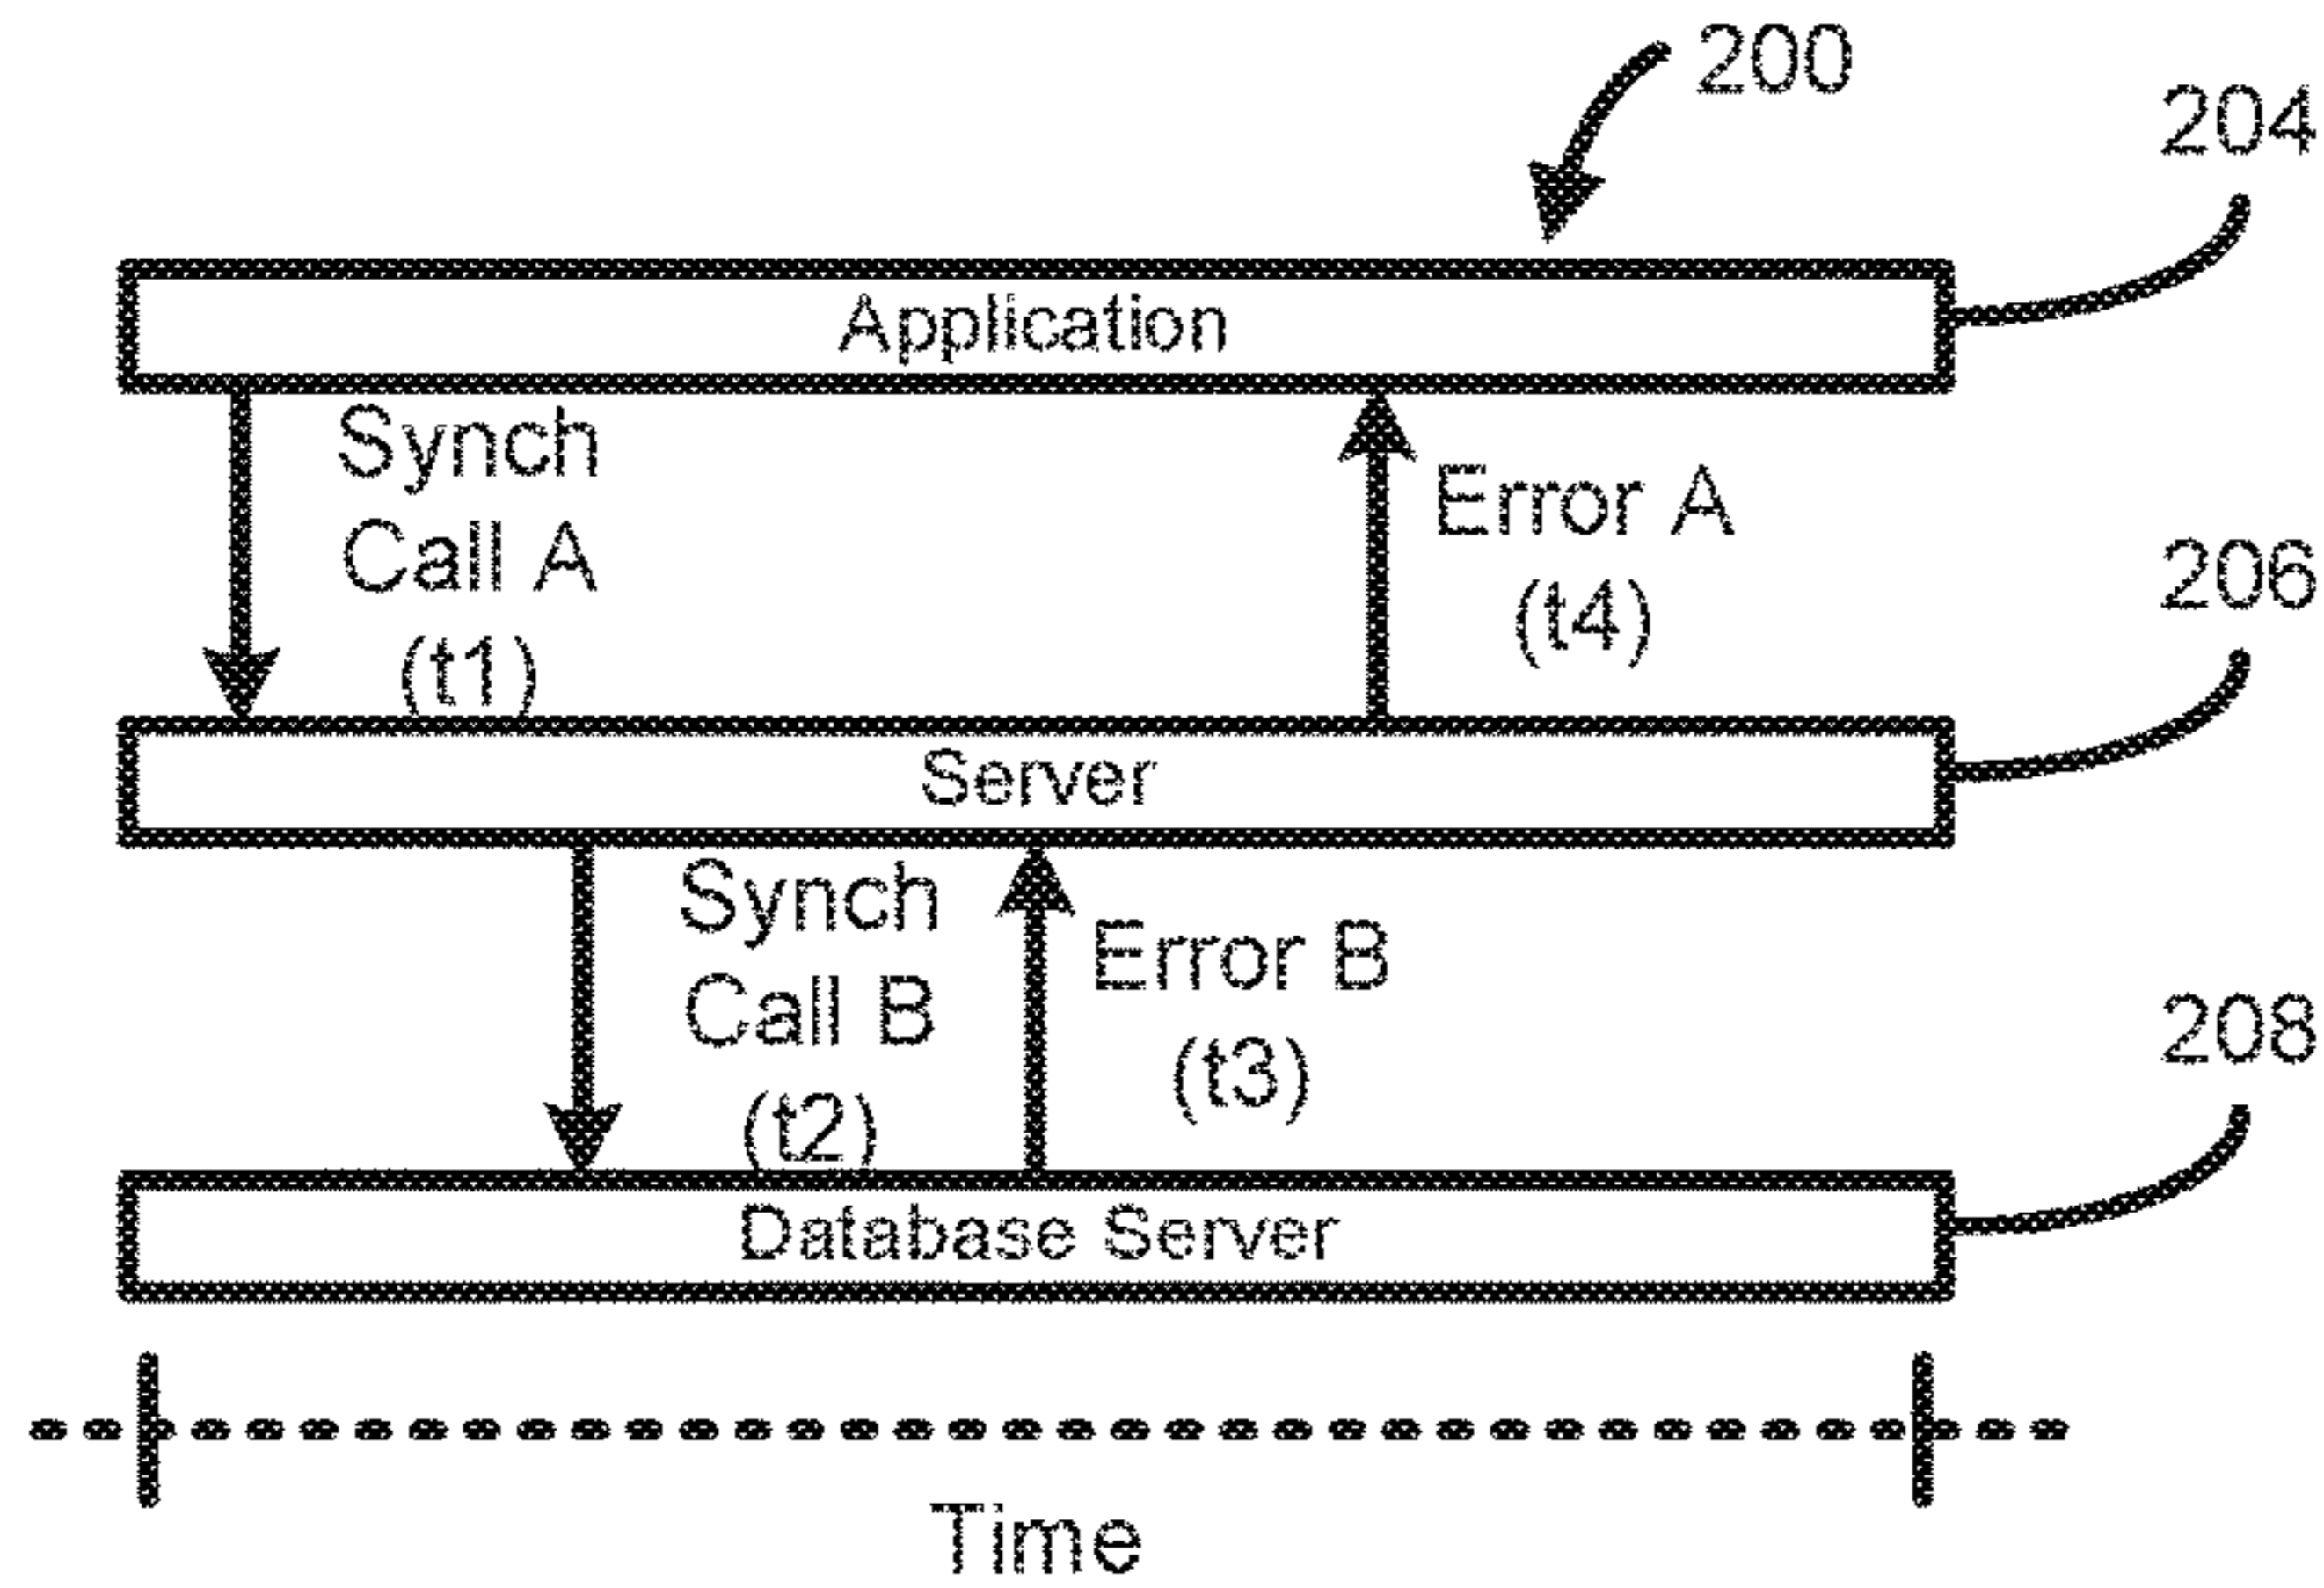 200
204
Application
Synch
Call A
(t1)
Error A
(t4)
206
Server
Synch
Call B
(t2)
Error B
(t3)
208
Database Server
Time